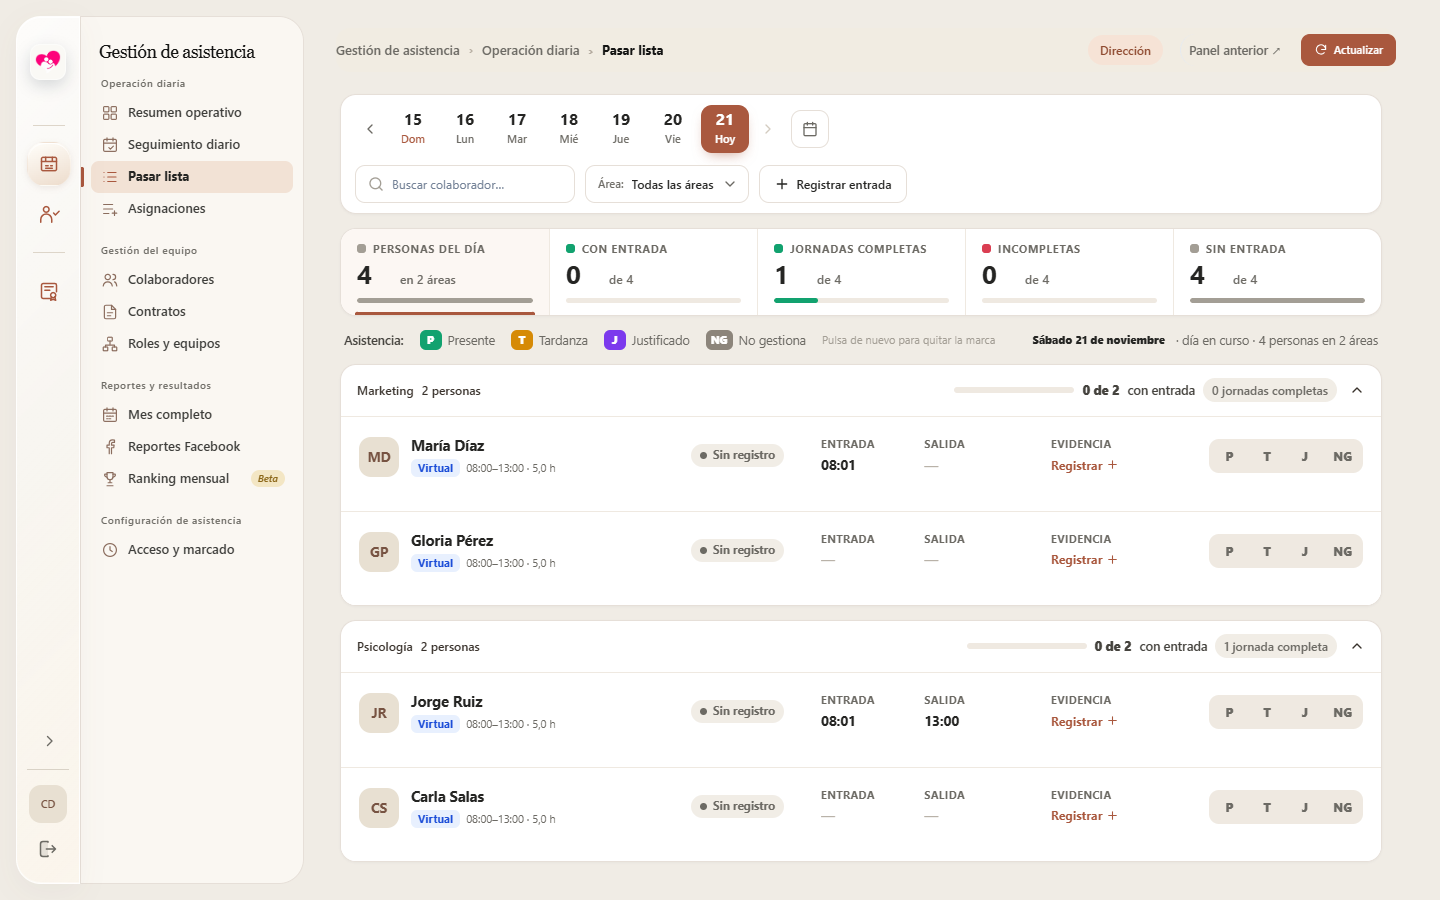 Gestión de asistencia
Operación diaria
Resumen operativo
Seguimiento diario
Pasar lista
Asignaciones
Gestión del equipo
Colaboradores
Contratos
Roles y equipos
Reportes y resultados
Mes completo
Reportes Facebook
Ranking mensual Beta
Configuración de asistencia
Acceso y marcado
CD
Gestión de asistencia › Operación diaria › Pasar lista
Dirección Panel anterior ↗ Actualizar
15 16 17 18 19 20 21
Dom Lun Mar Mié Jue Vie Hoy
Buscar colaborador... Área: Todas las áreas + Registrar entrada
PERSONAS DEL DÍA CON ENTRADA JORNADAS COMPLETAS INCOMPLETAS SIN ENTRADA
4 en 2 áreas 0 de 4 1 de 4 0 de 4 4 de 4
Asistencia: P Presente T Tardanza J Justificado NG No gestiona Pulsa de nuevo para quitar la marca Sábado 21 de noviembre · día en curso · 4 personas en 2 áreas
Marketing 2 personas 0 de 2 con entrada 0 jornadas completas
MD María Díaz Sin registro ENTRADA SALIDA EVIDENCIA P T J NG
Virtual 08:00–13:00 · 5,0 h 08:01 — Registrar +
GP Gloria Pérez Sin registro ENTRADA SALIDA EVIDENCIA P T J NG
Virtual 08:00–13:00 · 5,0 h — — Registrar +
Psicología 2 personas 0 de 2 con entrada 1 jornada completa
JR Jorge Ruiz Sin registro ENTRADA SALIDA EVIDENCIA P T J NG
Virtual 08:00–13:00 · 5,0 h 08:01 13:00 Registrar +
CS Carla Salas Sin registro ENTRADA SALIDA EVIDENCIA P T J NG
Virtual 08:00–13:00 · 5,0 h — — Registrar +